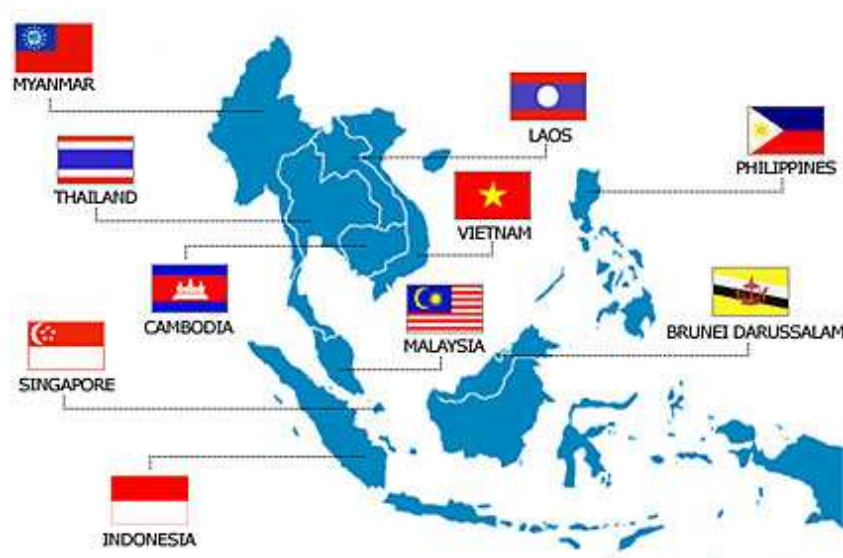 MYANMAR
LAOS
PHILIPPINES
THAILAND
VIETNAM
CAMBODIA
MALAYSIA
BRUNEI DARUSSALAM
SINGAPORE
INDONESIA